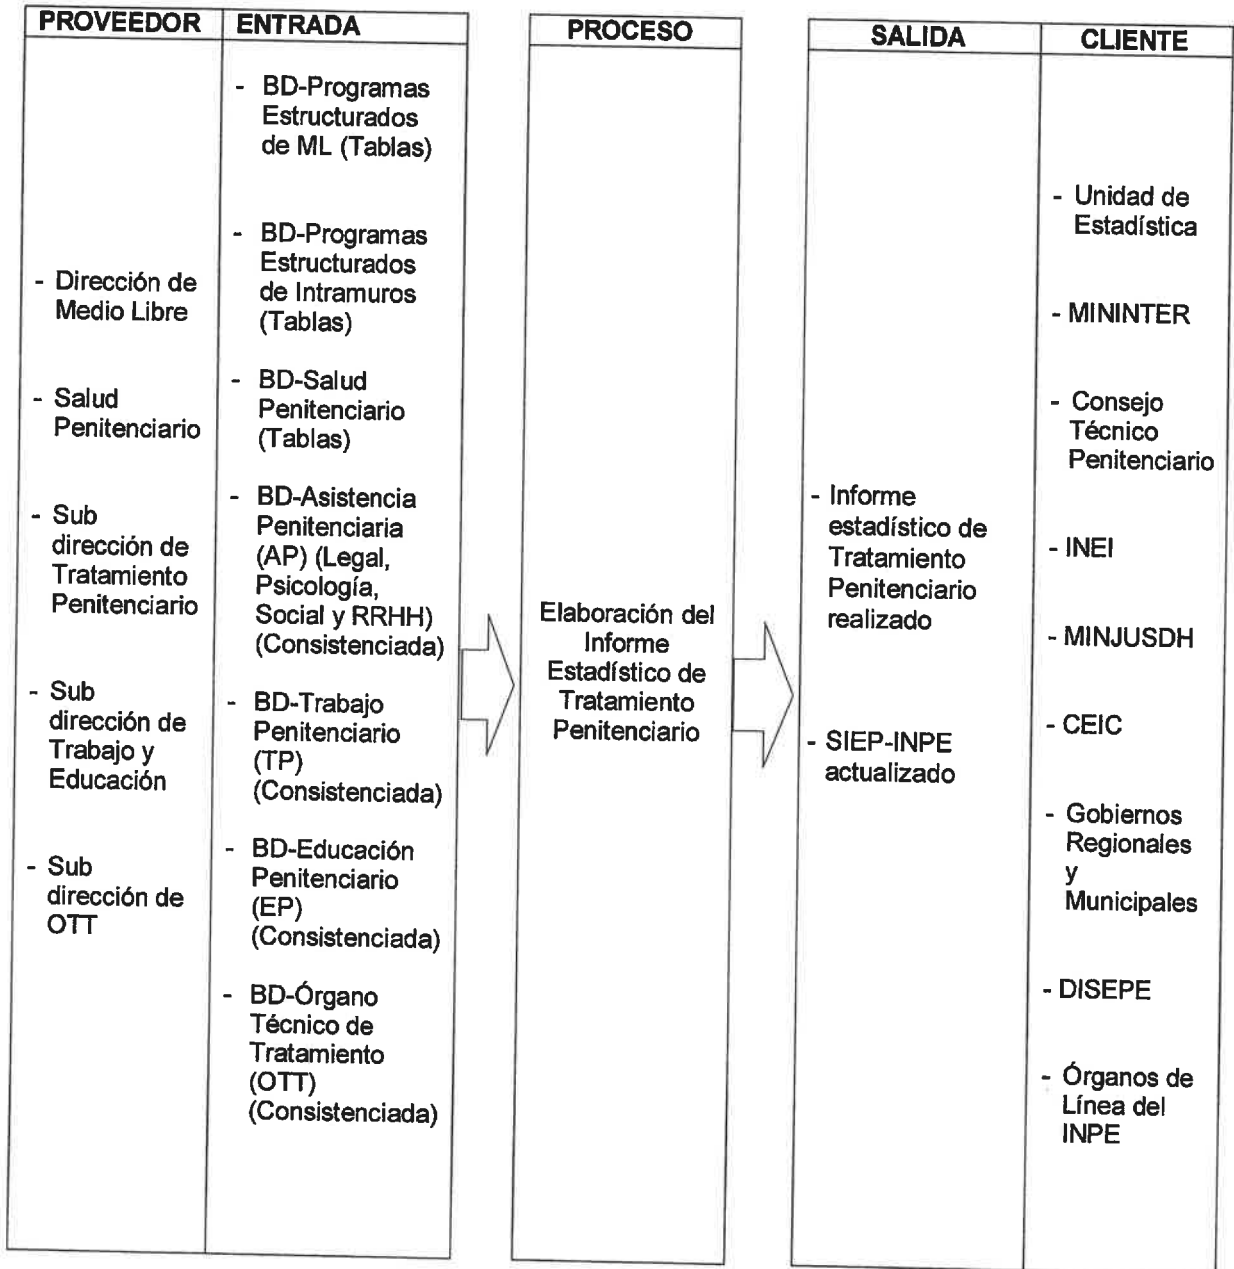 PROVEEDOR
- Dirección de
Medio Libre
- Salud
Penitenciario
- Sub
dirección de
Tratamiento
Penitenciario
- Sub
dirección de
Trabajo y
Educación
- Sub
dirección de
OTT
ENTRADA
- BD-Programas
Estructurados
de ML (Tablas)
- BD-Programas
Estructurados
de Intramuros
(Tablas)
- BD-Salud
Penitenciario
(Tablas)
- BD-Asistencia
Penitenciaria
(AP) (Legal,
Psicología,
Social y RRHH)
(Consistenciada)
- BD-Trabajo
Penitenciario
(TP)
(Consistenciada)
- BD-Educación
Penitenciario
(EP)
(Consistenciada)
- BD-Órgano
Técnico de
Tratamiento
(OTT)
(Consistenciada)
PROCESO
Elaboración del
Informe
Estadístico de
Tratamiento
Penitenciario
SALIDA
- Informe
estadístico de
Tratamiento
Penitenciario
realizado
- SIEP-INPE
actualizado
CLIENTE
- Unidad de
Estadística
- MININTER
- Consejo
Técnico
Penitenciario
- INEI
- MINJUSDH
- CEIC
- Gobiernos
Regionales
y
Municipales
- DISEPE
- Órganos de
Línea del
INPE